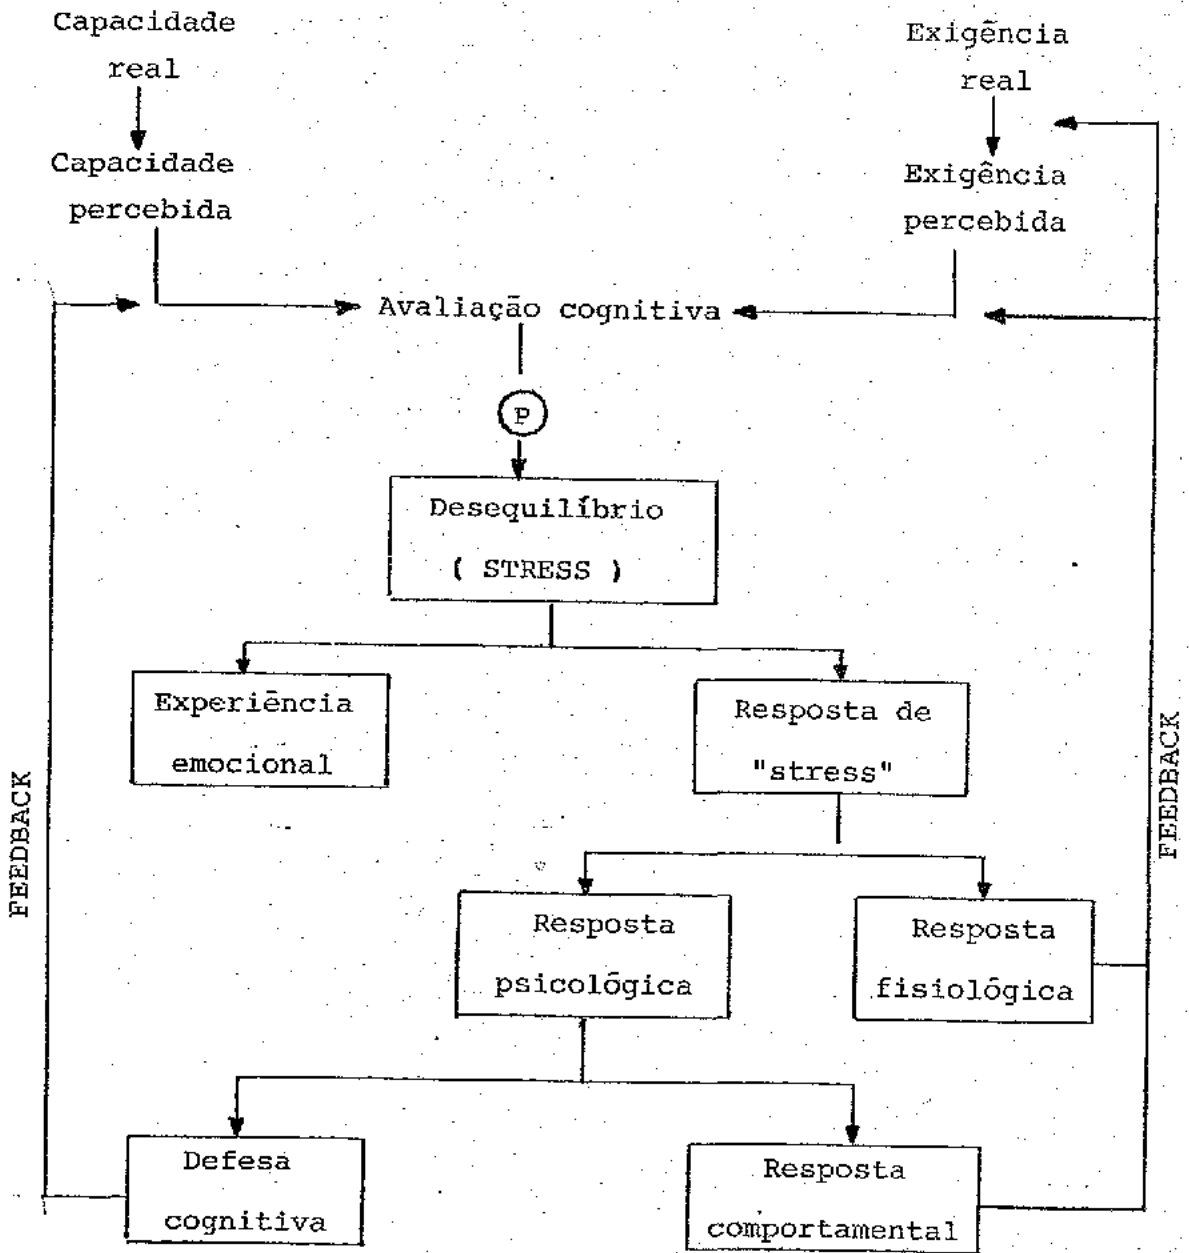 Capacidade
real
Exigência
real
Capacidade
percebida
Exigência
percebida
Avaliação cognitiva
P
Desequilíbrio
( STRESS )
Experiência
emocional
Resposta de
"stress"
FEEDBACK
FEEDBACK
Resposta
psicológica
Resposta
fisiológica
Defesa
cognitiva
Resposta
comportamental